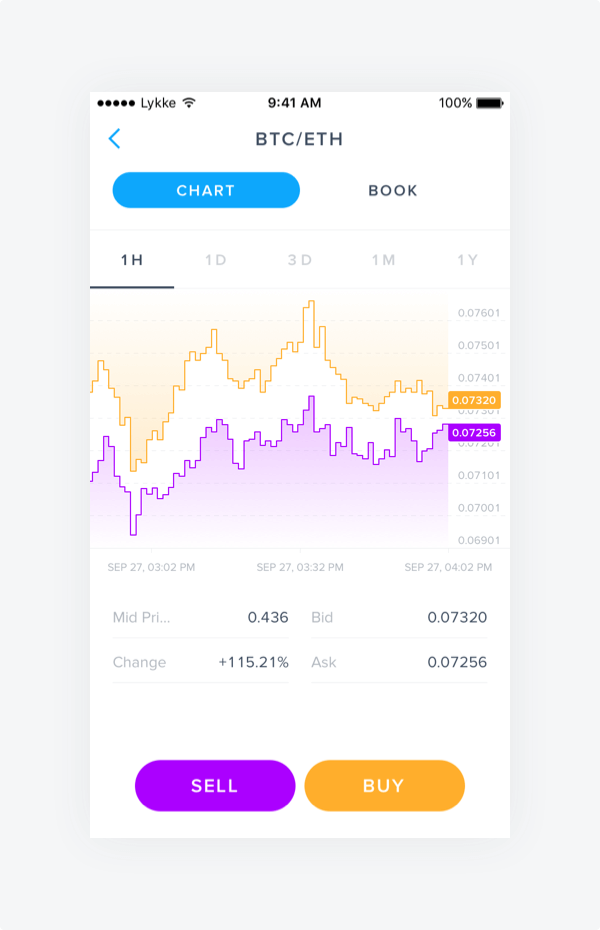 Lykke 9:41 AM 100%
BTC/ETH
CHART BOOK
1H 1D 3D 1M 1Y
0.07601
0.07501
0.07401
0.07320
0.07301
0.07256
0.07201
0.07101
0.07001
0.06901
SEP 27, 03:02 PM SEP 27, 03:32 PM SEP 27, 04:02 PM
Mid Pri... 0.436 Bid 0.07320
Change +115.21% Ask 0.07256
SELL BUY